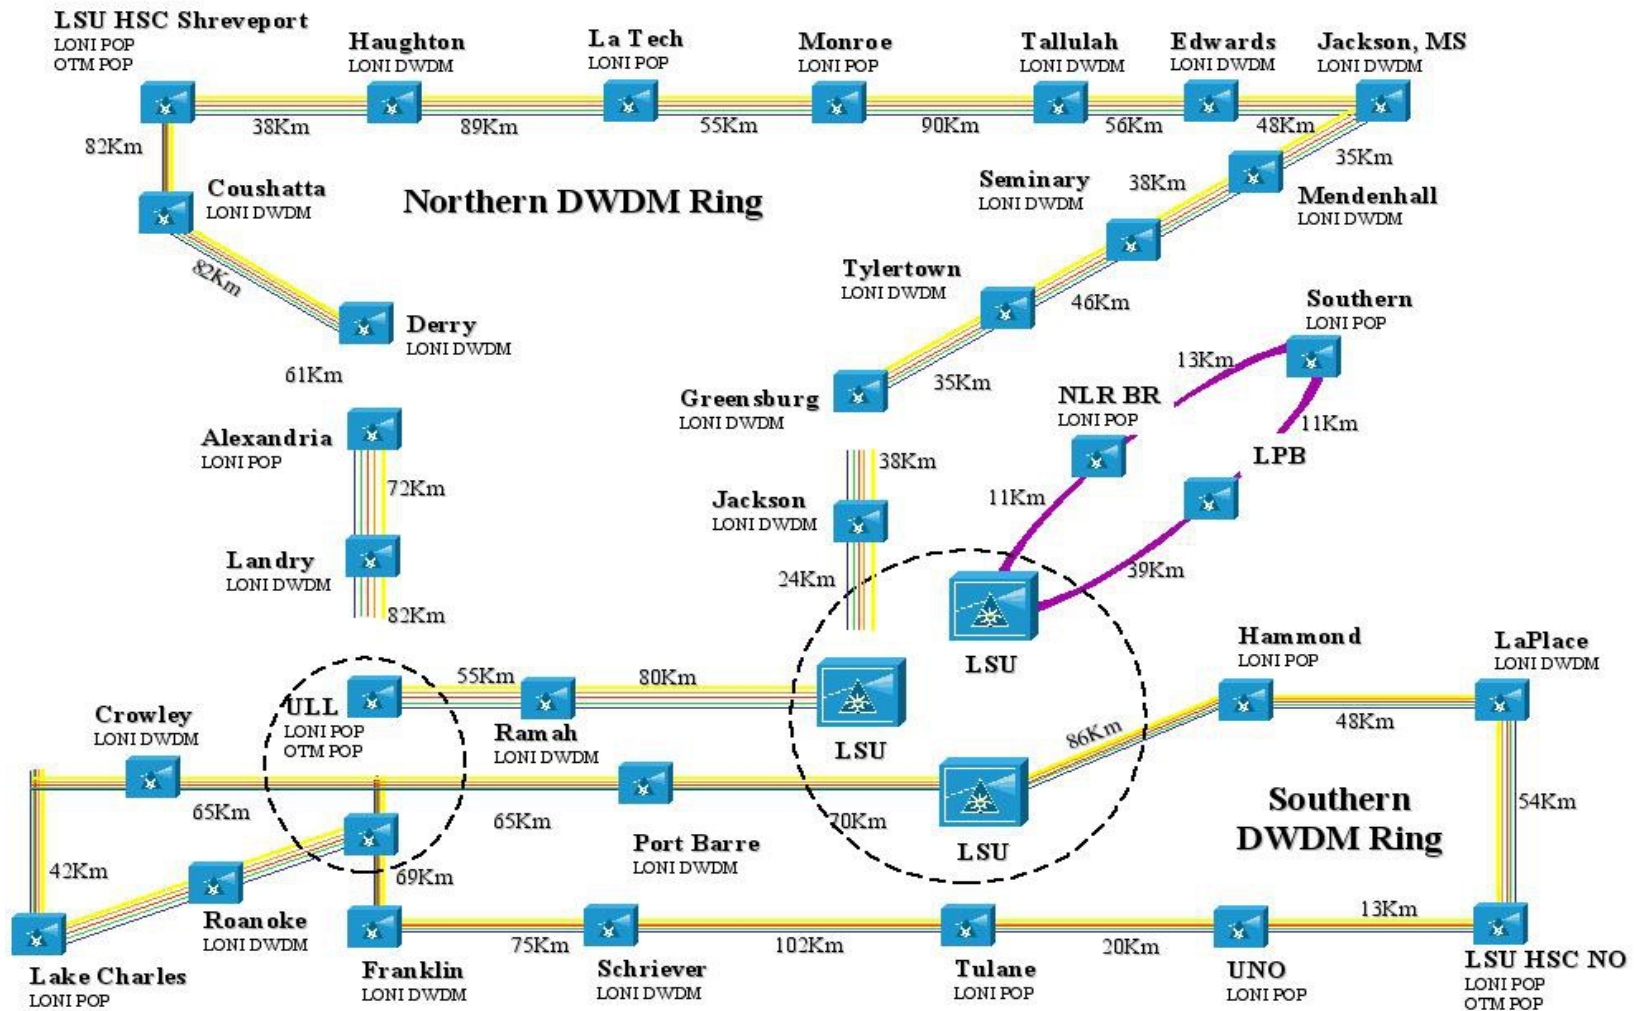 LSU HSC Shreveport
LONI POP
OTM POP
Haughton
LONI DWDM
La Tech
LONI POP
Monroe
LONI POP
Tallulah
LONI DWDM
Edwards
LONI DWDM
Jackson, MS
LONI DWDM
38Km
89Km
55Km
90Km
56Km
48Km
82Km
35Km
Coushatta
LONI DWDM
Northern DWDM Ring
Seminary
LONI DWDM
38Km
Mendenhall
LONI DWDM
82Km
Tylertown
LONI DWDM
46Km
Southern
LONI POP
Derry
LONI DWDM
61Km
35Km
13Km
Greensburg
LONI DWDM
NLR BR
LONI POP
11Km
Alexandria
LONI POP
38Km
LPB
72Km
Jackson
LONI DWDM
11Km
Landry
LONI DWDM
24Km
39Km
82Km
LSU
Hammond
LONI POP
LaPlace
LONI DWDM
55Km
80Km
ULL
LONI POP
OTM POP
Crowley
LONI DWDM
Ramah
LONI DWDM
LSU
86Km
48Km
65Km
65Km
70Km
Southern
DWDM Ring
54Km
Port Barre
LONI DWDM
LSU
42Km
69Km
Roanoke
LONI DWDM
13Km
75Km
102Km
20Km
Lake Charles
LONI POP
Franklin
LONI DWDM
Schriever
LONI DWDM
Tulane
LONI POP
UNO
LONI POP
LSU HSC NO
LONI POP
OTM POP